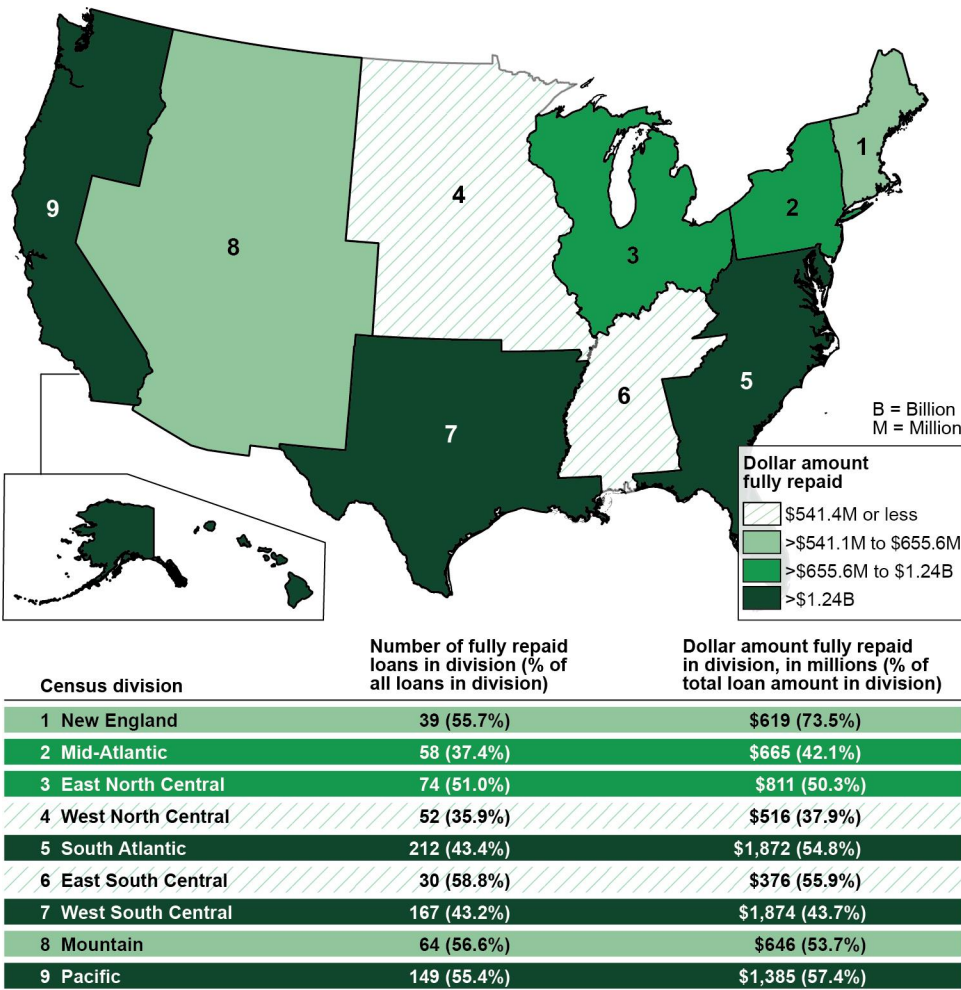 1
2
3
4
5
6
7
8
9
B = Billion
M = Million
Dollar amount
fully repaid
$541.4M or less
>$541.1M to $655.6M
>$655.6M to $1.24B
>$1.24B
Census division
Number of fully repaid
loans in division (% of
all loans in division)
Dollar amount fully repaid
in division, in millions (% of
total loan amount in division)
1 New England 39 (55.7%) $619 (73.5%)
2 Mid-Atlantic 58 (37.4%) $665 (42.1%)
3 East North Central 74 (51.0%) $811 (50.3%)
4 West North Central 52 (35.9%) $516 (37.9%)
5 South Atlantic 212 (43.4%) $1,872 (54.8%)
6 East South Central 30 (58.8%) $376 (55.9%)
7 West South Central 167 (43.2%) $1,874 (43.7%)
8 Mountain 64 (56.6%) $646 (53.7%)
9 Pacific 149 (55.4%) $1,385 (57.4%)